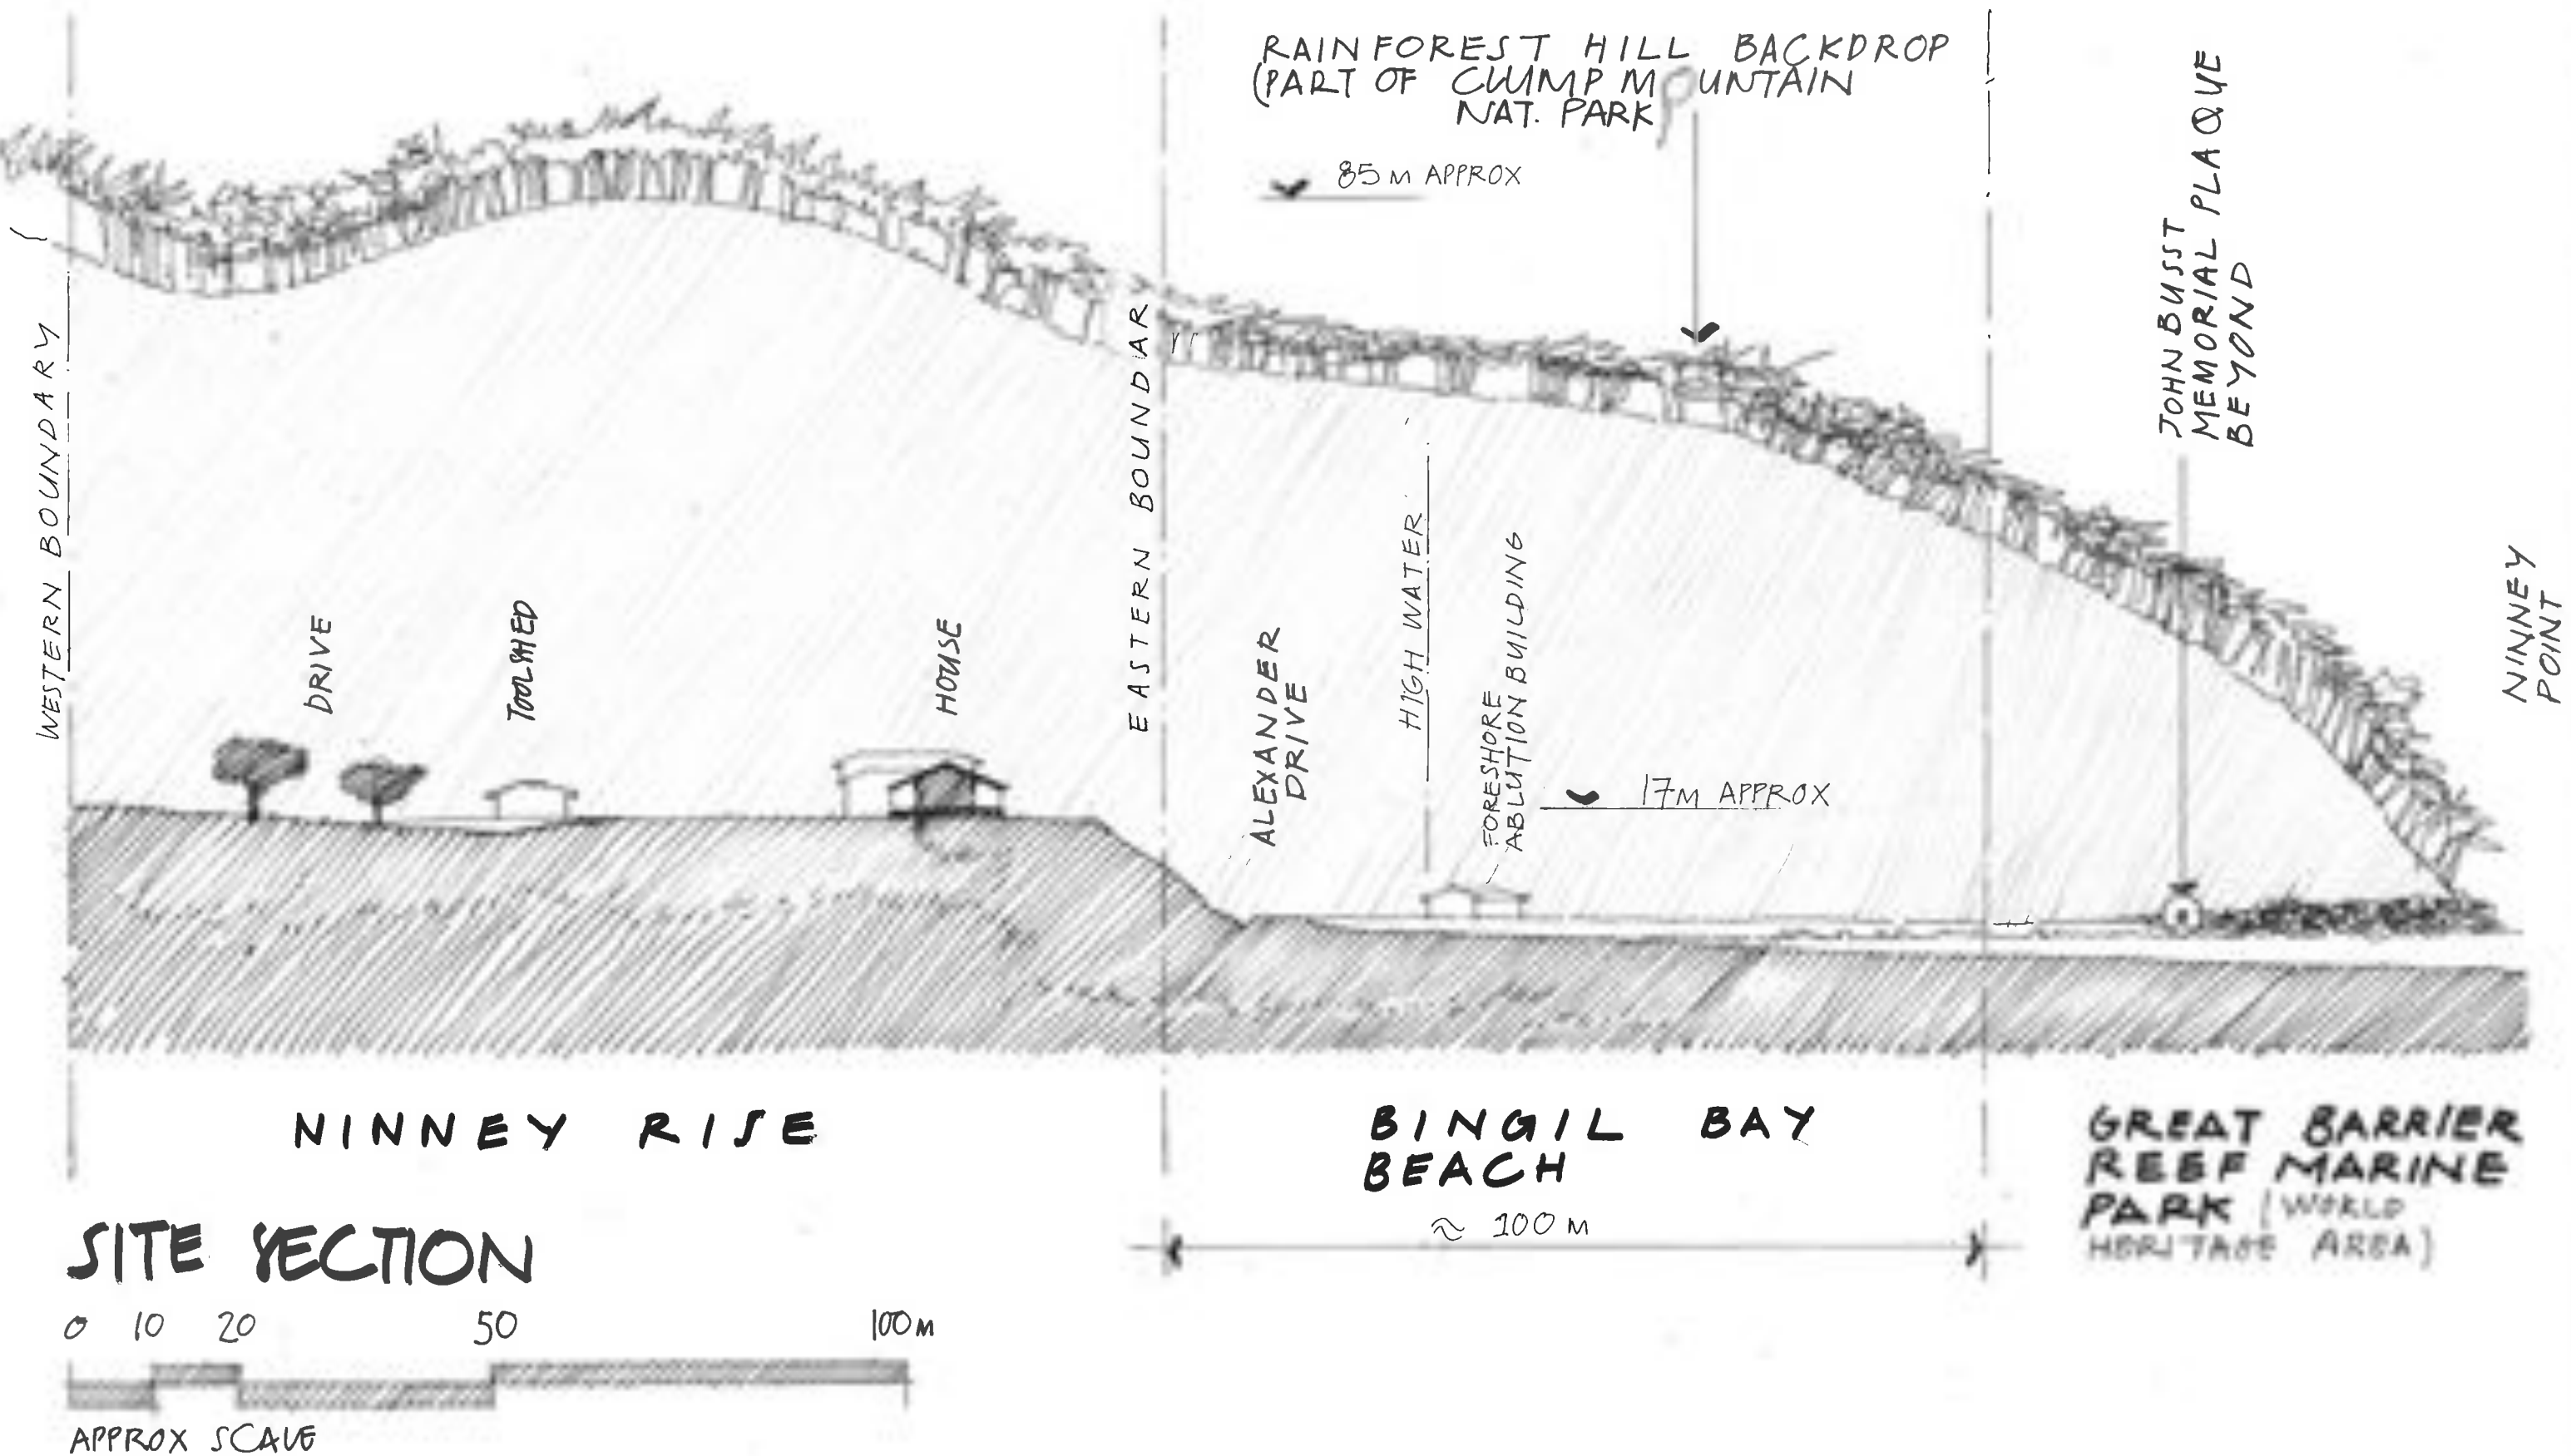 RAINFOREST HILL BACKDROP
(PART OF CLUMP MOUNTAIN
NAT. PARK
85M APPROX
JOHN BUSST
MEMORIAL PLAQUE
BEYOND
WESTERN BOUNDARY
DRIVE
TOOLSHED
HOUSE
EASTERN BOUNDARY
ALEXANDER
DRIVE
HIGH WATER
FORESHORE
ABLUTION BUILDING
17M APPROX
NINNEY
POINT
NINNEY RISE
BINGIL BAY
BEACH
≈ 100M
GREAT BARRIER
REEF MARINE
PARK (WORLD
HERITAGE AREA)
SITE SECTION
0 10 20 50 100M
APPROX SCALE